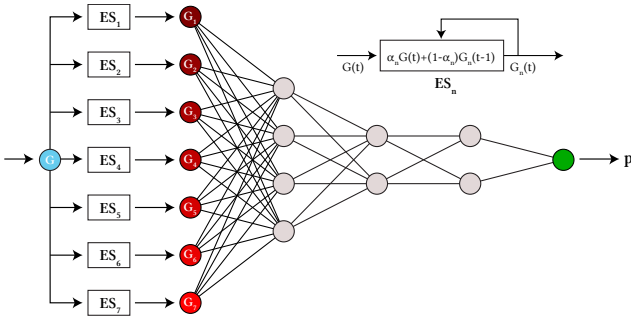 ES₁ G₁
ES₂ G₂
G(t) αₙG(t)+(1-αₙ)Gₙ(t-1) Gₙ(t)
ESₙ
ES₃ G₃
G ES₄ G₄ p
ES₅ G₅
ES₆ G₆
ES₇ G₇